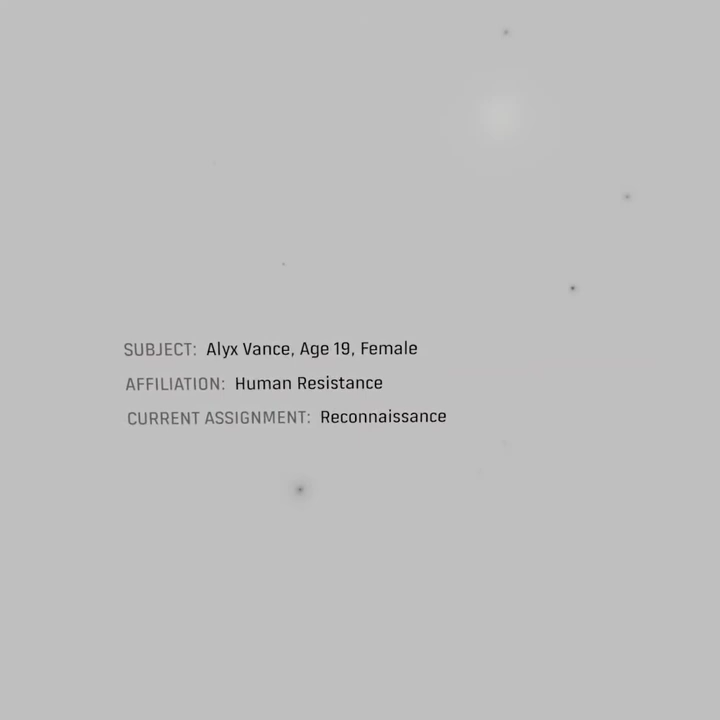 SUBJECT: Alyx Vance, Age 19, Female
AFFILIATION: Human Resistance
CURRENT ASSIGNMENT: Reconnaissance